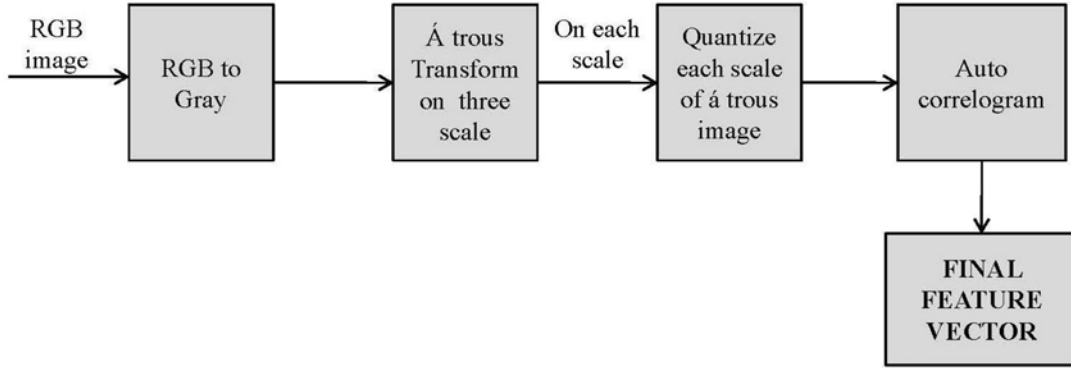 RGB
image
RGB to
Gray
Á trous
Transform
on three
scale
On each
scale
Quantize
each scale
of á trous
image
Auto
correlogram
FINAL
FEATURE
VECTOR